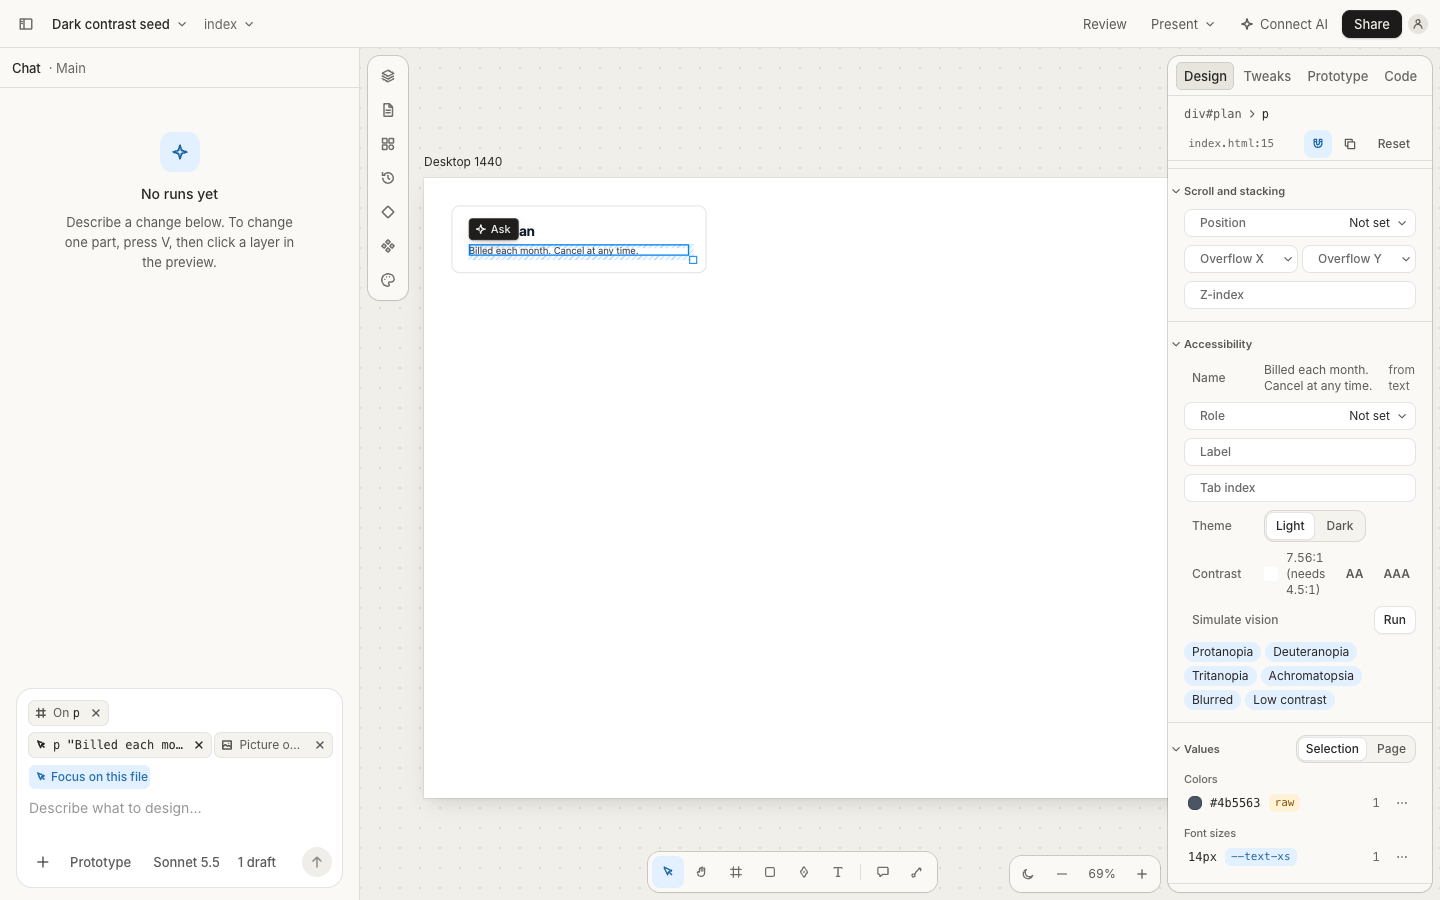 Dark contrast seed
index
Review
Present
Connect AI
Share
Chat · Main
No runs yet
Describe a change below. To change
one part, press V, then click a layer in
the preview.
On p
p "Billed each mo…
Picture o…
Focus on this file
Describe what to design...
Prototype
Sonnet 5.5
1 draft
Desktop 1440
Ask
an
Billed each month. Cancel at any time.
69%
Design
Tweaks
Prototype
Code
div#plan > p
index.html:15
Reset
Scroll and stacking
Position
Not set
Overflow X
Overflow Y
Z-index
Accessibility
Name
Billed each month.
Cancel at any time.
from
text
Role
Not set
Label
Tab index
Theme
Light
Dark
Contrast
7.56:1
(needs
4.5:1)
AA
AAA
Simulate vision
Run
Protanopia
Deuteranopia
Tritanopia
Achromatopsia
Blurred
Low contrast
Values
Selection
Page
Colors
#4b5563
raw
1
Font sizes
14px
--text-xs
1